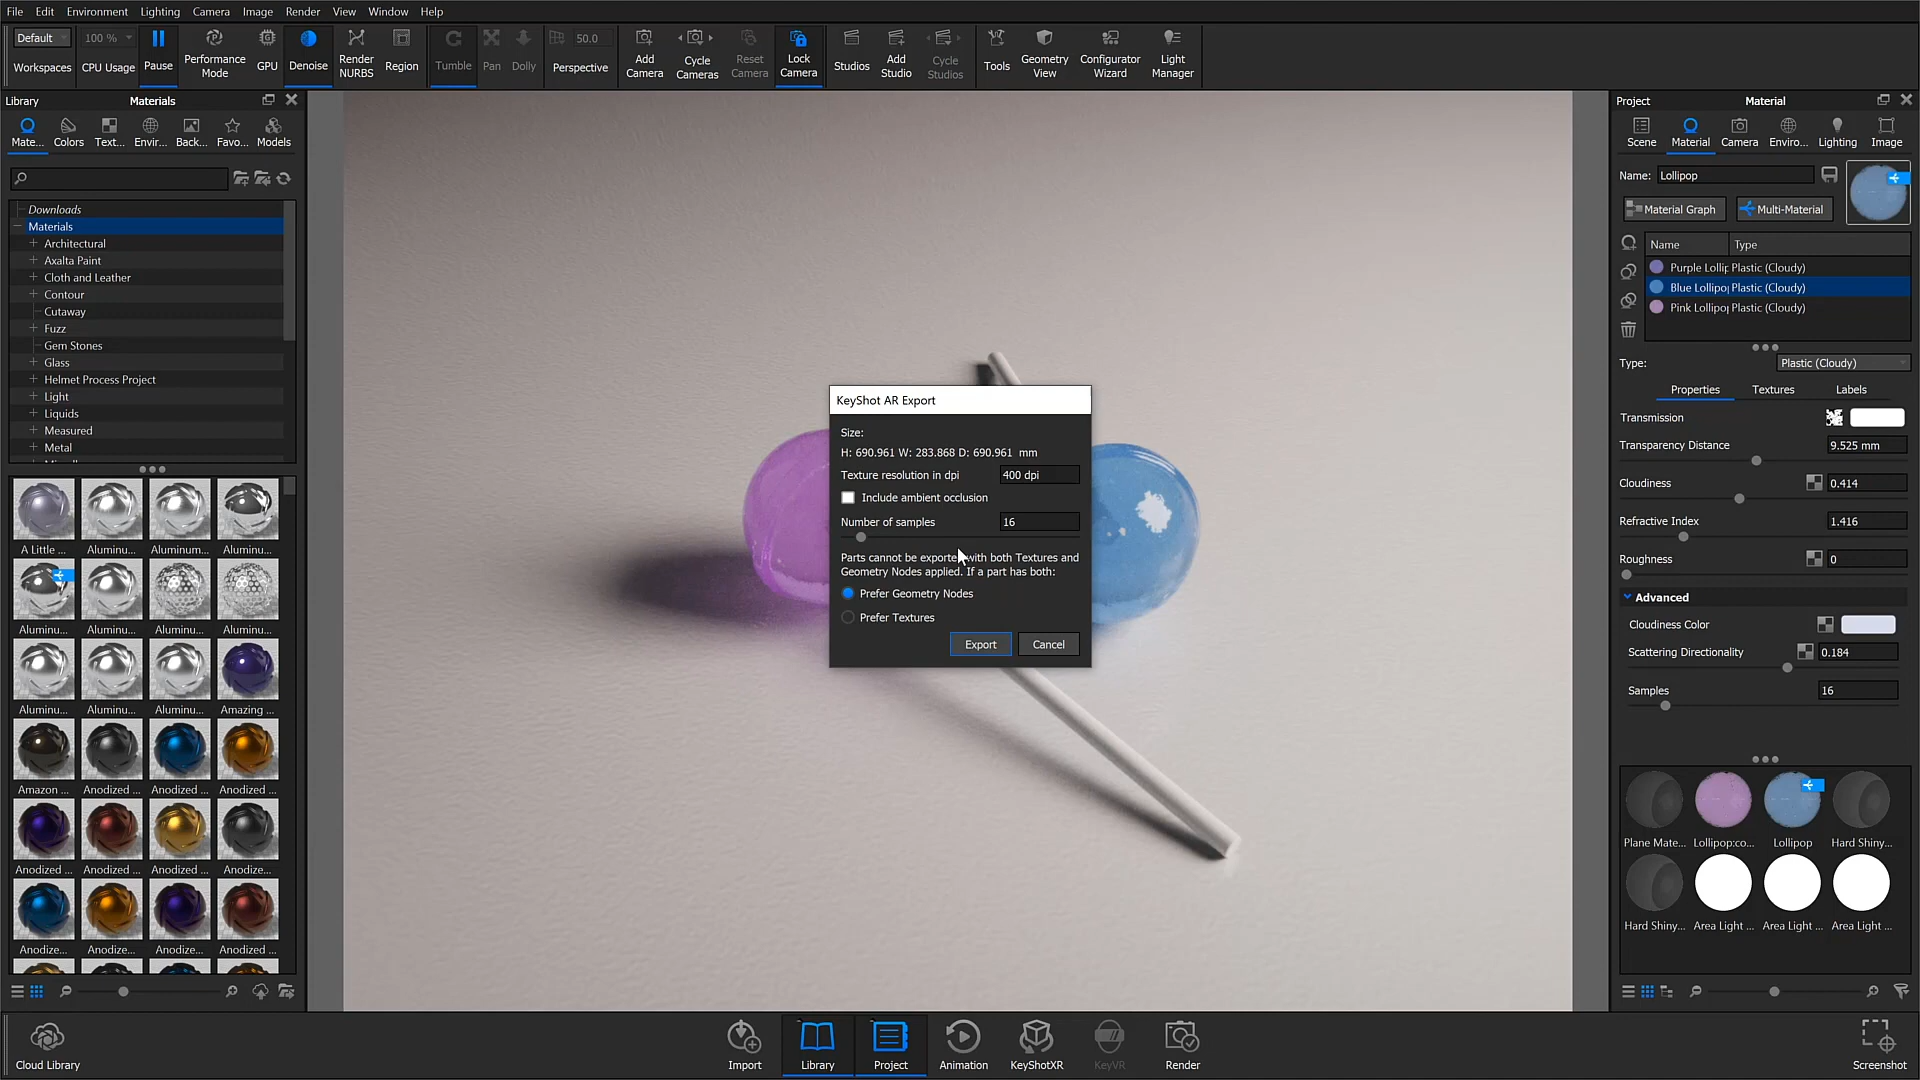 File Edit Environment Lighting Camera Image Render View Window Help
Default 100 % 50.0
Workspaces CPU Usage Pause Performance Mode GPU Denoise Render NURBS Region Tumble Pan Dolly Perspective Add Camera Cycle Cameras Reset Camera Lock Camera Studios Add Studio Cycle Studios Tools Geometry View Configurator Wizard Light Manager
Library Materials
Mate... Colors Text... Envir... Back... Favo... Models
Downloads
Materials
Architectural
Axalta Paint
Cloth and Leather
Contour
Cutaway
Fuzz
Gem Stones
Glass
Helmet Process Project
Light
Liquids
Measured
Metal
A Little ... Aluminu... Aluminum... Aluminu...
Aluminu... Aluminu... Aluminu... Aluminu...
Aluminu... Aluminu... Aluminu... Amazing ...
Amazon ... Anodized ... Anodized ... Anodized ...
Anodized ... Anodized ... Anodized ... Anodize...
Anodize... Anodize... Anodize... Anodized ...
KeyShot AR Export
Size:
H: 690.961 W: 283.868 D: 690.961 mm
Texture resolution in dpi 400 dpi
Include ambient occlusion
Number of samples 16
Parts cannot be exported with both Textures and
Geometry Nodes applied. If a part has both:
Prefer Geometry Nodes
Prefer Textures
Export Cancel
Project Material
Scene Material Camera Enviro... Lighting Image
Name: Lollipop
Material Graph Multi-Material
Name Type
Purple Lollip Plastic (Cloudy)
Blue Lollipo Plastic (Cloudy)
Pink Lollipo Plastic (Cloudy)
Type: Plastic (Cloudy)
Properties Textures Labels
Transmission
Transparency Distance 9.525 mm
Cloudiness 0.414
Refractive Index 1.416
Roughness 0
Advanced
Cloudiness Color
Scattering Directionality 0.184
Samples 16
Plane Mate... Lollipop:co... Lollipop Hard Shiny...
Hard Shiny... Area Light ... Area Light ... Area Light ...
Cloud Library Import Library Project Animation KeyShotXR KeyVR Render Screenshot